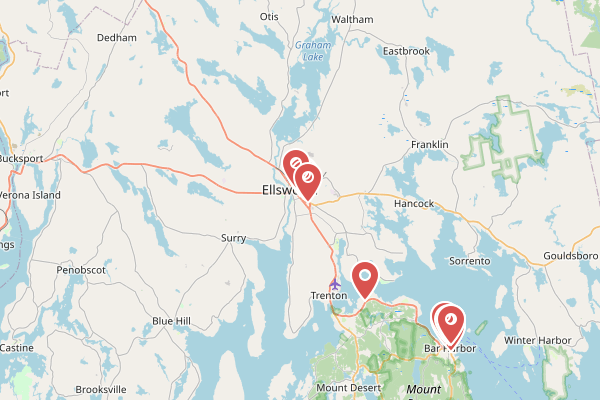 Otis
Waltham
Dedham
Graham
Lake
Eastbrook
ort
Franklin
Bucksport
Verona Island
Hancock
Surry
ngs
Sorrento
Gouldsboro
Penobscot
Trenton
Blue Hill
Castine
Bar Harbor
Winter Harbor
Brooksville
Mount Desert
Mount